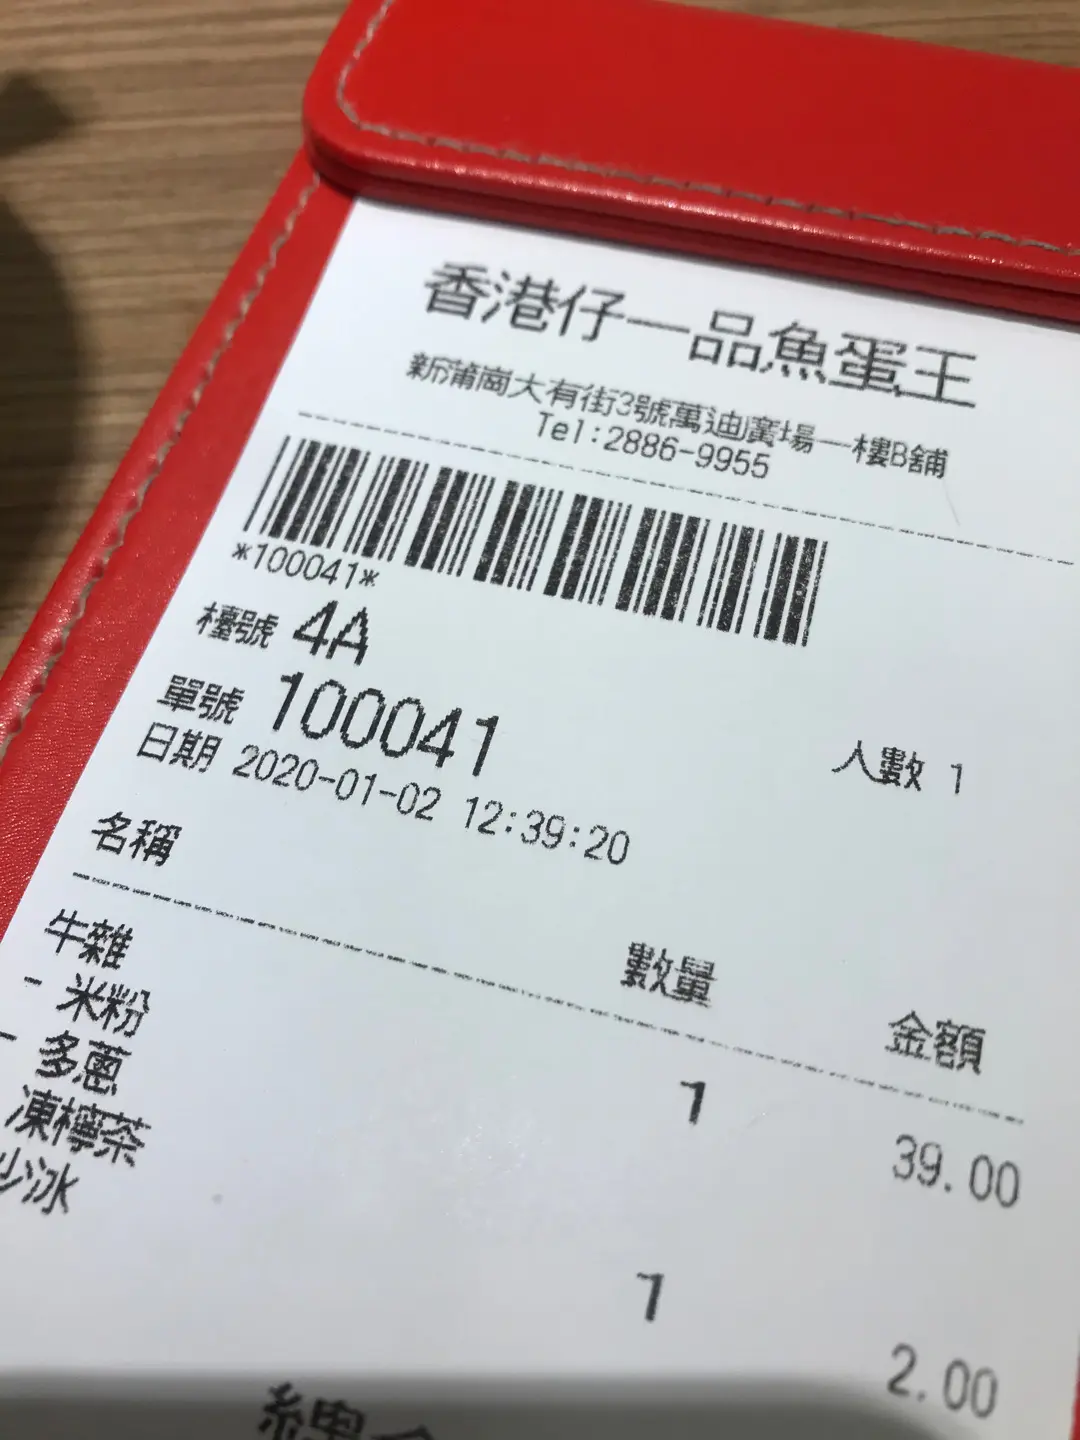 香港仔一品魚蛋王
新蒲崗大有街3號萬迪廣場一樓B舖
Tel:2886-9955
*100041*
檯號 4A
單號 100041 人數 1
日期 2020-01-02 12:39:20
名稱 數量 金額
牛雜 1 39.00
- 米粉
- 多蔥
凍檸茶 1 2.00
少冰